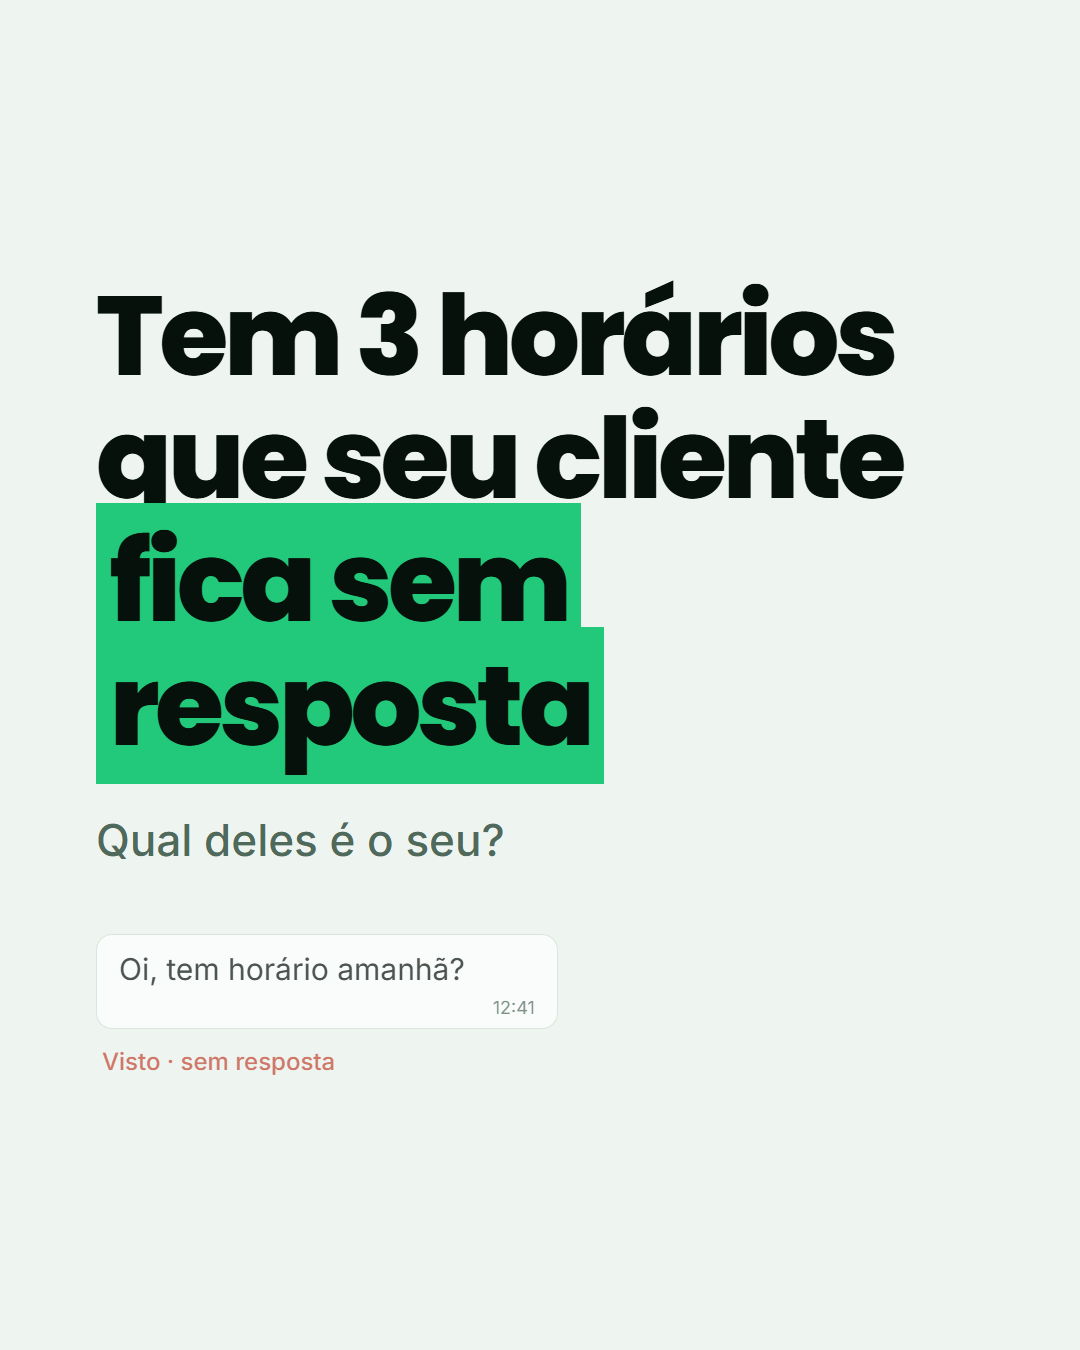 Tem 3 horários
que seu cliente
fica sem
resposta
Qual deles é o seu?
Oi, tem horário amanhã?
12:41
Visto · sem resposta